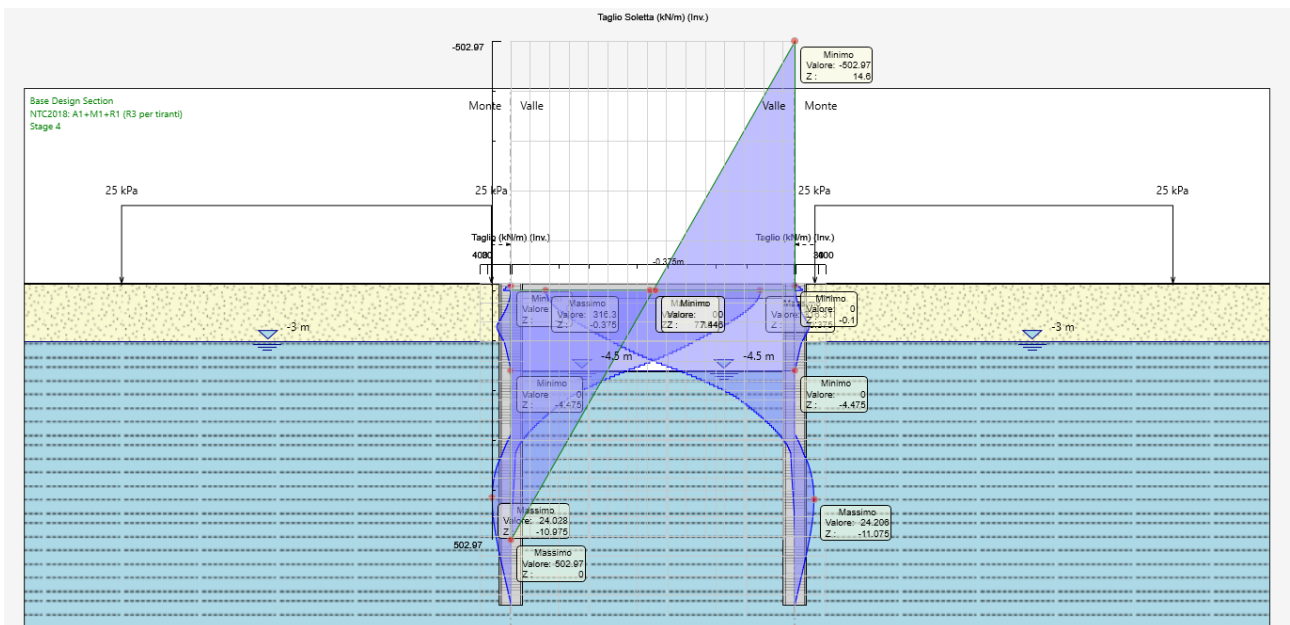 Taglio Soletta (kN/m) (Inv.)
-502.97
Minimo
Valore: -502.97
Z : 14.6
Base Design Section
NTC2018: A1+M1+R1 (R3 per tiranti)
Stage 4
Monte Valle
Valle Monte
25 kPa
25 kPa
25 kPa
25 kPa
Taglio (kN/m) (Inv.)
Taglio (kN/m) (Inv.)
-0.375m
Massimo
316.3
Z : -0.375
Minimo
Minimo
Valore: 0
Z : -0.1
-3 m
-3 m
-4.5 m
-4.5 m
Minimo
Valore: 0
Z : -4.475
Minimo
Valore: 0
Z : -4.475
Massimo
Valore: 24.028
Z : -10.975
Massimo
Valore: 24.206
Z : -11.075
502.97
Massimo
Valore: 502.97
Z : 0